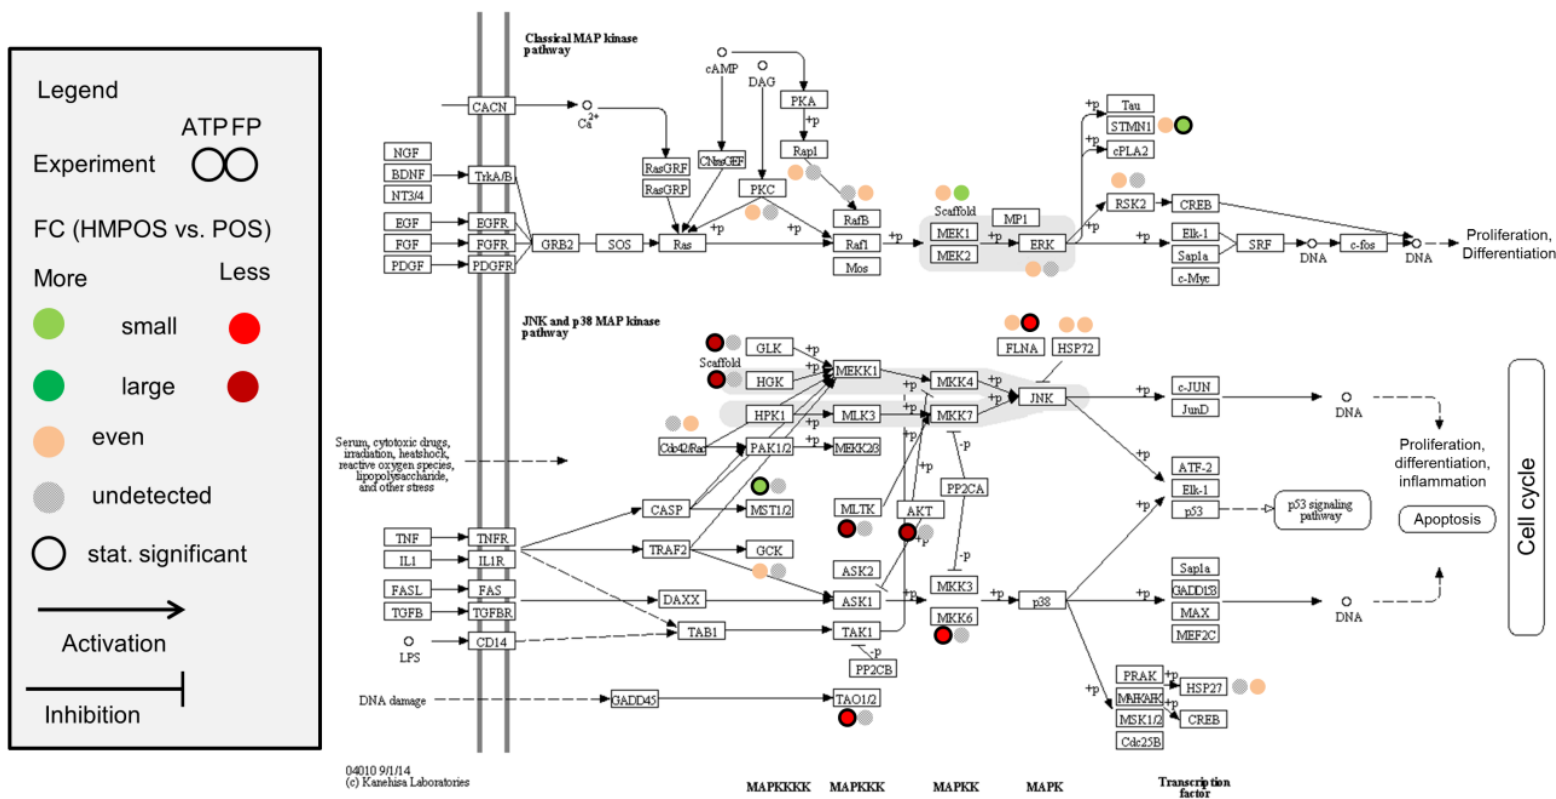 Legend
ATP FP
Experiment
FC (HMPOS vs. POS)
More
Less
small
large
even
undetected
stat. significant
Activation
Inhibition
Classical MAP kinase
pathway
cAMP
DAG
CACN
Ca2+
PKA
+p
Rap1
NGF
BDNF
NT3/4
TrkA/B
RasGRF
RasGRP
CNrasGEF
PKC
EGF
EGFR
FGF
FGFR
PDGF
PDGFR
GRB2
SOS
Ras
+p
+p
RafB
Raf1
Mos
+p
Scaffold
MEK1
MEK2
+p
MP1
ERK
+p
Tau
STMN1
+p
cPLA2
+p
RSK2
CREB
+p
Elk-1
Sap1a
c-Myc
SRF
DNA
c-fos
DNA
Proliferation,
Differentiation
JNK and p38 MAP kinase
pathway
GLK
+p
Scaffold
HGK
+p
MEKK1
HPK1
+p
MLK3
+p
+p
MKK4
+p
MKK7
+p
FLNA
HSP72
JNK
+p
c-JUN
JunD
DNA
Cdc42/Rac
PAK1/2
+p
MEKK2/3
+p
Serum, cytotoxic drugs,
irradiation, heatshock,
reactive oxygen species,
lipopolysaccharide,
and other stress
+p
-p
PP2CA
-p
CASP
MST1/2
MLTK
AKT
+p
+p
ATF-2
Elk-1
p53
p53 signaling
pathway
Proliferation,
differentiation,
inflammation
Apoptosis
Cell cycle
TNF
TNFR
IL1
IL1R
TRAF2
GCK
ASK2
FASL
FAS
TGFB
TGFBR
DAXX
ASK1
+p
MKK3
MKK6
+p
p38
+p
Sap1a
GADD153
MAX
MEF2C
DNA
LPS
CD14
TAB1
TAK1
-p
PP2CB
DNA damage
GADD45
TAO1/2
+p
PRAK
+p
HSP27
MAPKAPK
+p
MSK1/2
CREB
Cdc25B
04010 9/1/14
(c) Kanehisa Laboratories
MAPKKKK
MAPKKK
MAPKK
MAPK
Transcription
factor